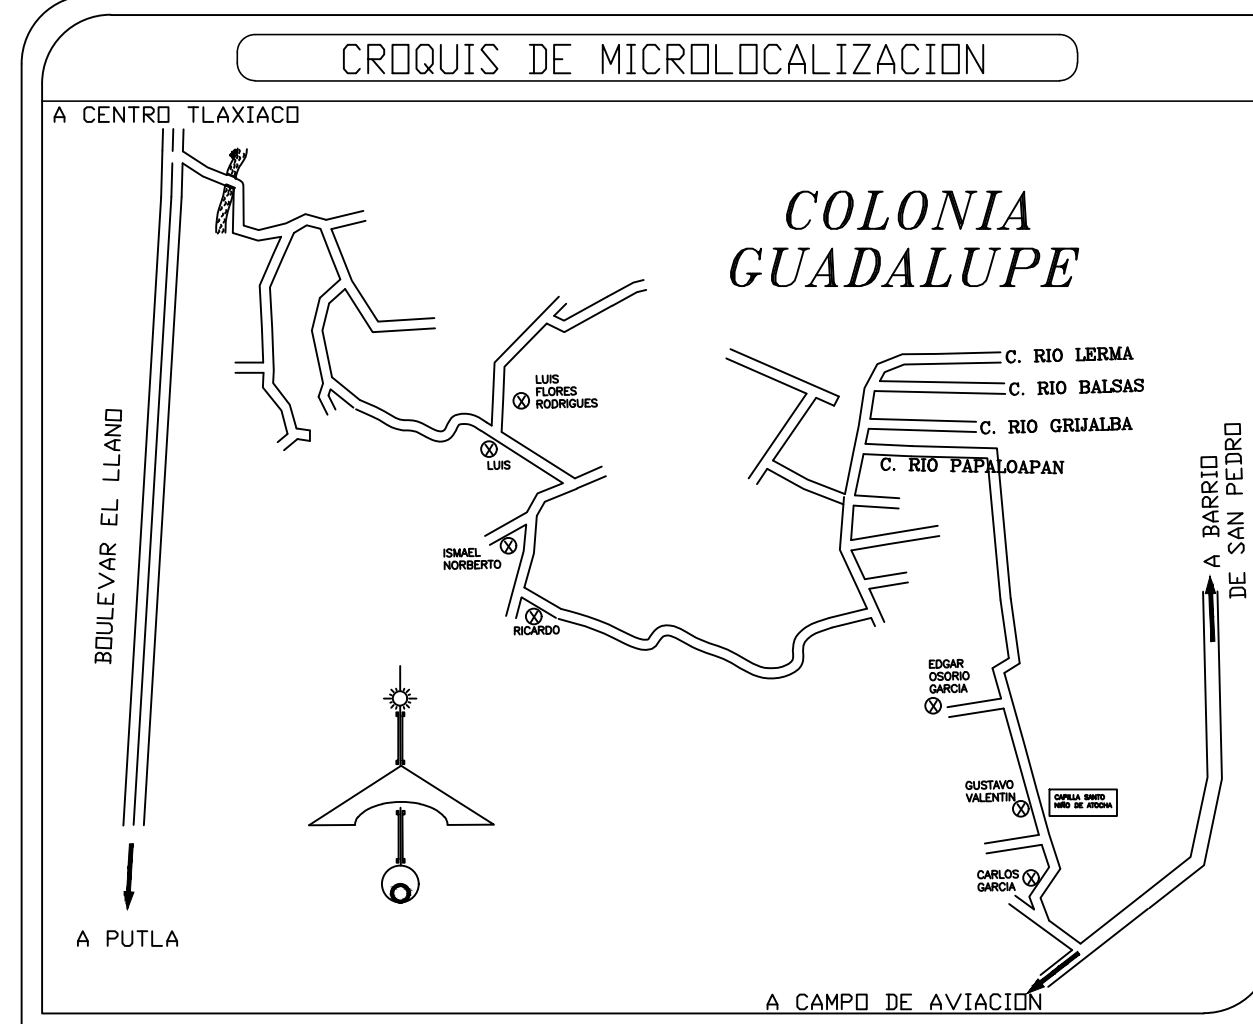 CROQUIS DE MICROLOCALIZACION
A CENTRO TLAXIACO
COLONIA
GUADALUPE
C. RIO LERMA
C. RIO BALSAS
C. RIO GRIJALBA
C. RIO PAPALOAPAN
LUIS
FLORES
RODRIGUES
LUIS
BOULEVAR EL LLANO
A BARRIO
DE SAN PEDRO
ISMAEL
NORBERTO
RICARDO
EDGAR
OSORIO
GARCIA
GUSTAVO
VALENTIN
CAPILLA SANTO
NIÑO DE ATOCHA
CARLOS
GARCIA
A PUTLA
A CAMPO DE AVIACION